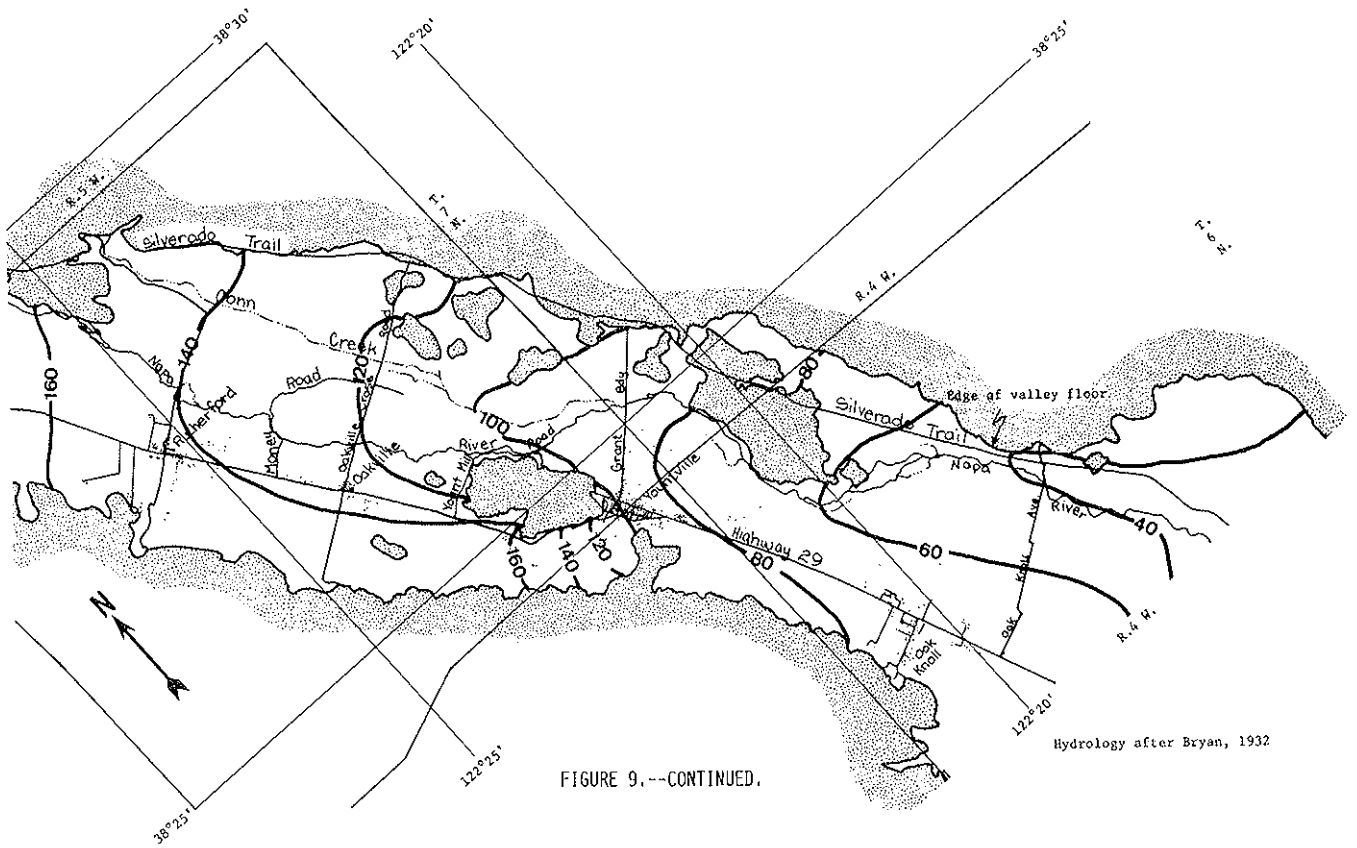 38°30'
122°20'
38°25'
R.5 W.
T.
7
N.
T.
6
N.
R.4 W.
Silverado Trail
Conn
Creek
Road
140
120
160
Napa
Rutherford
Road
Manley
Oakville
Cross
Oakville
100
River
Road
Yount Mill
Grant Bdy
Yountville
80
Silverado Trail
Edge of valley floor
Napa
River
40
60
Oak
Knoll
Ave
Highway 29
80
160
140
120
Oak
Knoll
R.4 W.
N
122°20'
122°25'
38°25'
Hydrology after Bryan, 1932
FIGURE 9.--CONTINUED.